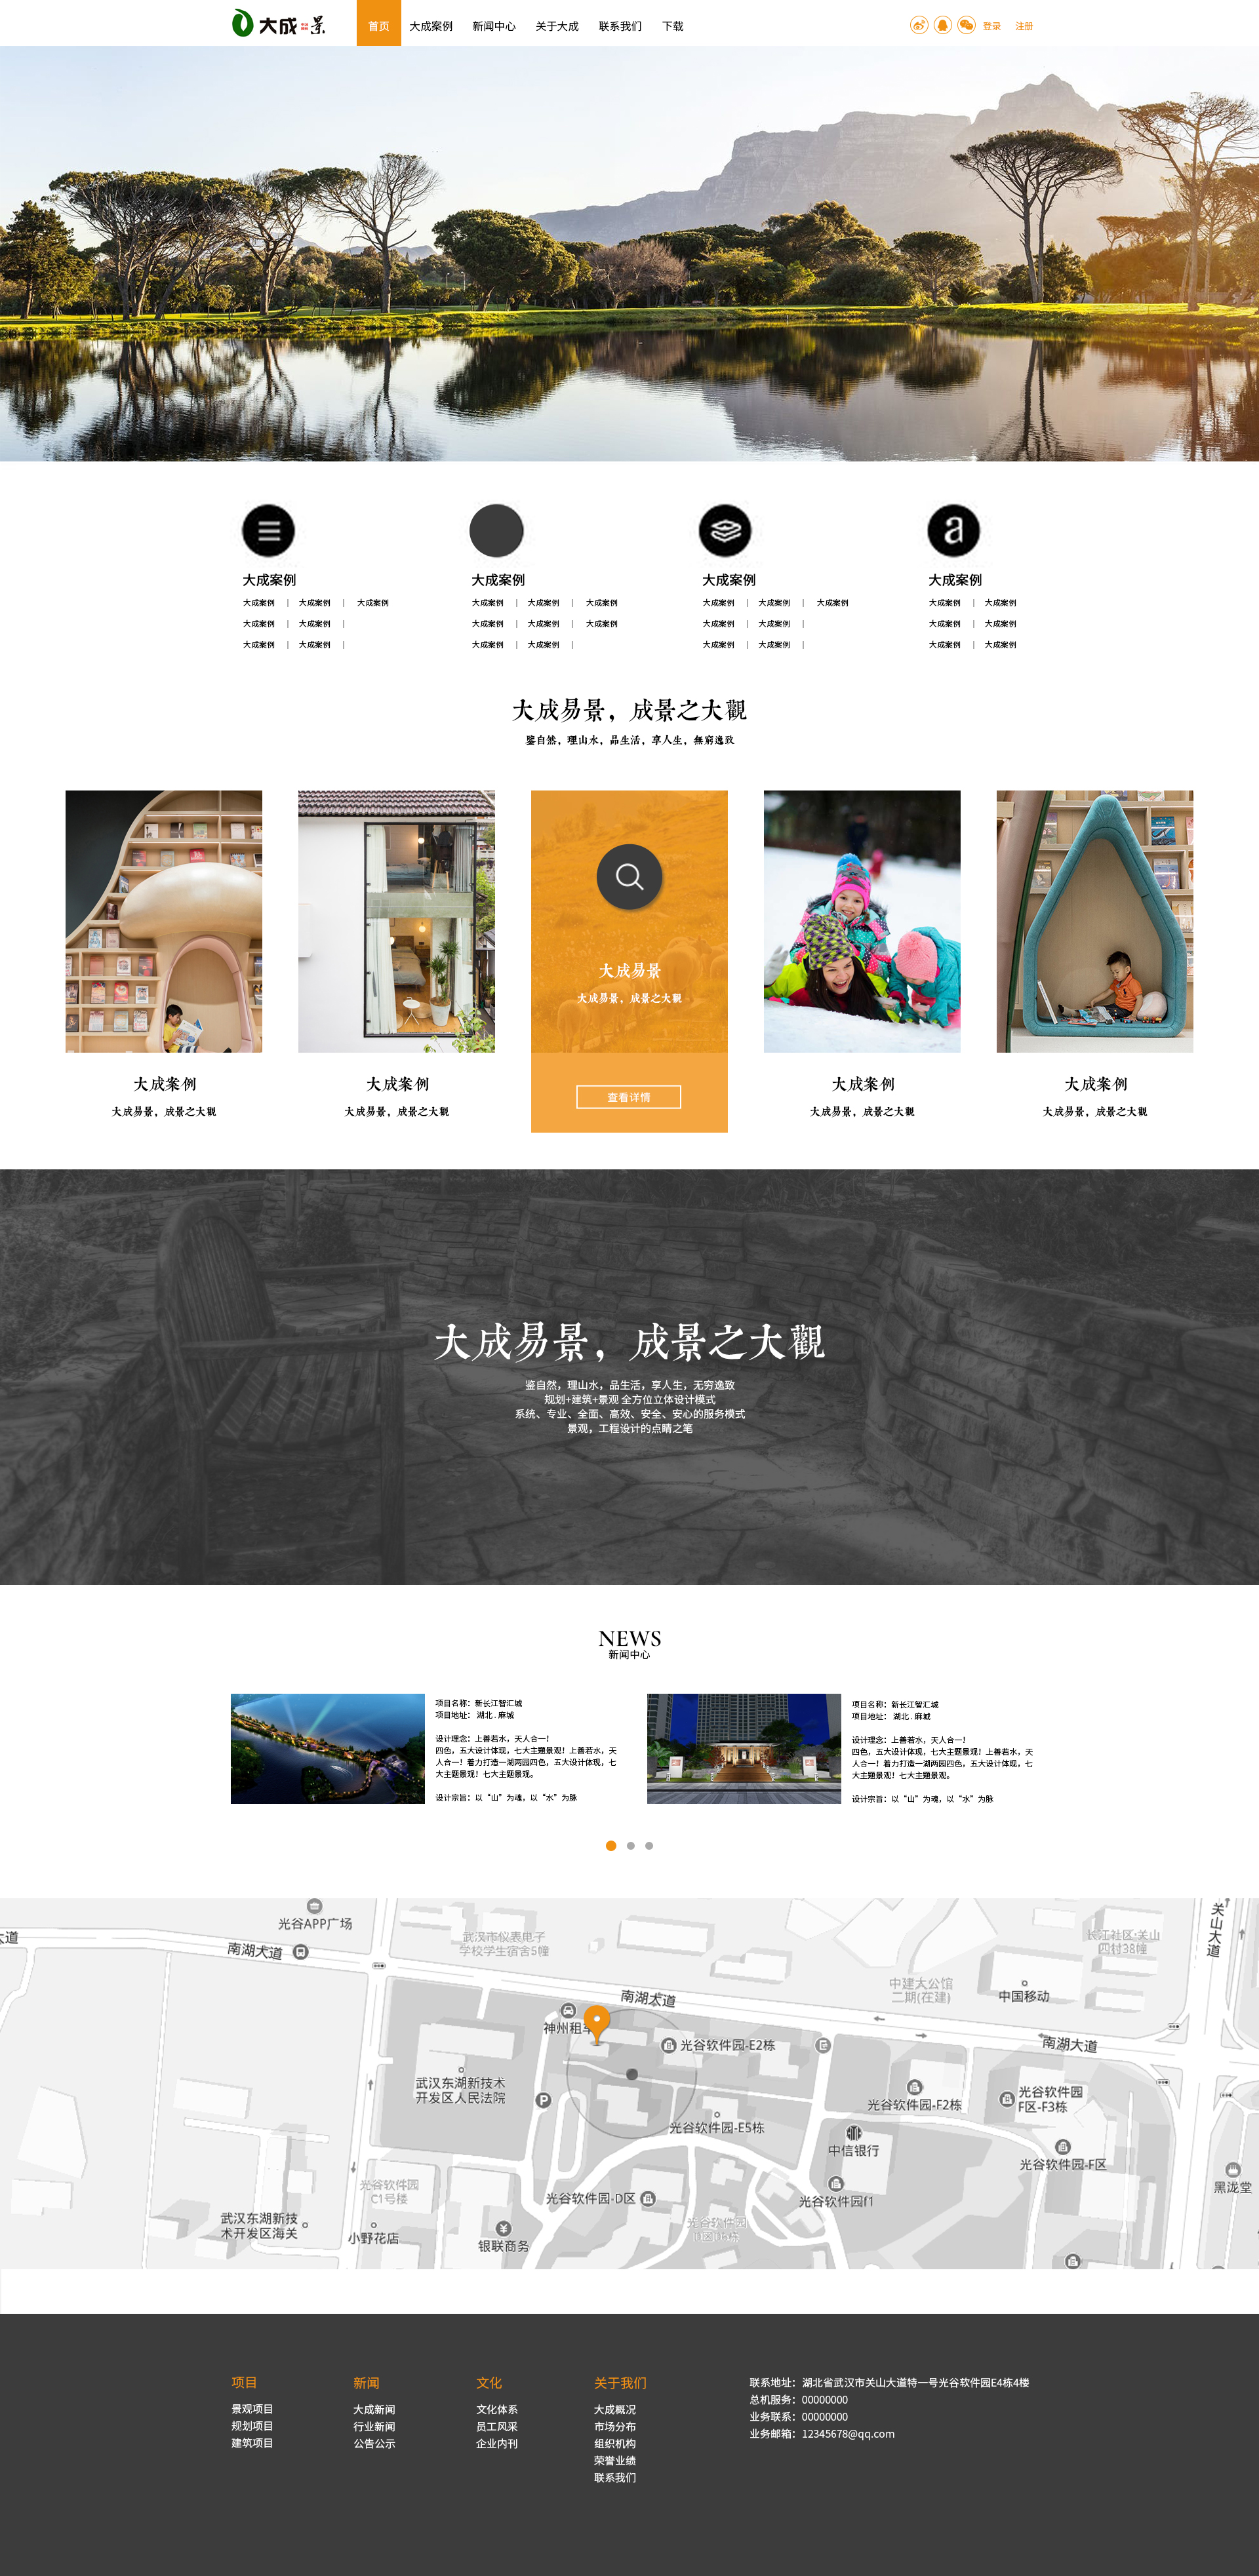 大成 景
首页 大成案例 新闻中心 关于大成 联系我们 下载
登录 注册
大成案例 大成案例 大成案例 大成案例
大成案例 | 大成案例 | 大成案例 大成案例 | 大成案例 | 大成案例 大成案例 | 大成案例 | 大成案例 大成案例 | 大成案例
大成案例 | 大成案例 | 大成案例 | 大成案例 | 大成案例 大成案例 | 大成案例 | 大成案例 | 大成案例
大成案例 | 大成案例 | 大成案例 | 大成案例 | 大成案例 | 大成案例 | 大成案例 | 大成案例
大成易景，成景之大觀
鉴自然，理山水，品生活，享人生，無窮逸致
大成易景
大成易景，成景之大觀
查看详情
大成案例
大成易景，成景之大觀
大成案例
大成易景，成景之大觀
大成案例
大成易景，成景之大觀
大成案例
大成易景，成景之大觀
大成易景，成景之大觀
鉴自然，理山水，品生活，享人生，无穷逸致
规划+建筑+景观 全方位立体设计模式
系统、专业、全面、高效、安全、安心的服务模式
景观，工程设计的点睛之笔
NEWS
新闻中心
项目名称：新长江智汇城
项目地址： 湖北 . 麻城
设计理念：上善若水，天人合一！
四色，五大设计体现，七大主题景观！上善若水，天
人合一！着力打造一湖两园四色，五大设计体现，七
大主题景观！七大主题景观。
设计宗旨：以“山”为魂，以“水”为脉
项目名称：新长江智汇城
项目地址： 湖北 . 麻城
设计理念：上善若水，天人合一！
四色，五大设计体现，七大主题景观！上善若水，天
人合一！着力打造一湖两园四色，五大设计体现，七
大主题景观！七大主题景观。
设计宗旨：以“山”为魂，以“水”为脉
光谷APP广场
大道
南湖大道
武汉市仪表电子
学校学生宿舍5幢
长江社区·关山
四村38幢
关山大道
中建大公馆
二期(在建)
中国移动
南湖大道
神州租车
光谷软件园-E2栋
南湖大道
武汉东湖新技术
开发区人民法院
P
光谷软件园-F2栋
光谷软件园
F区-F3栋
光谷软件园-E5栋
中信银行
光谷软件园-F区
光谷软件园
C1号楼
光谷软件园-D区
光谷软件园f1
黑泷堂
武汉东湖新技
术开发区海关
小野花店
银联商务
光谷软件园
项目
景观项目
规划项目
建筑项目
新闻
大成新闻
行业新闻
公告公示
文化
文化体系
员工风采
企业内刊
关于我们
大成概况
市场分布
组织机构
荣誉业绩
联系我们
联系地址：湖北省武汉市关山大道特一号光谷软件园E4栋4楼
总机服务：00000000
业务联系：00000000
业务邮箱：12345678@qq.com